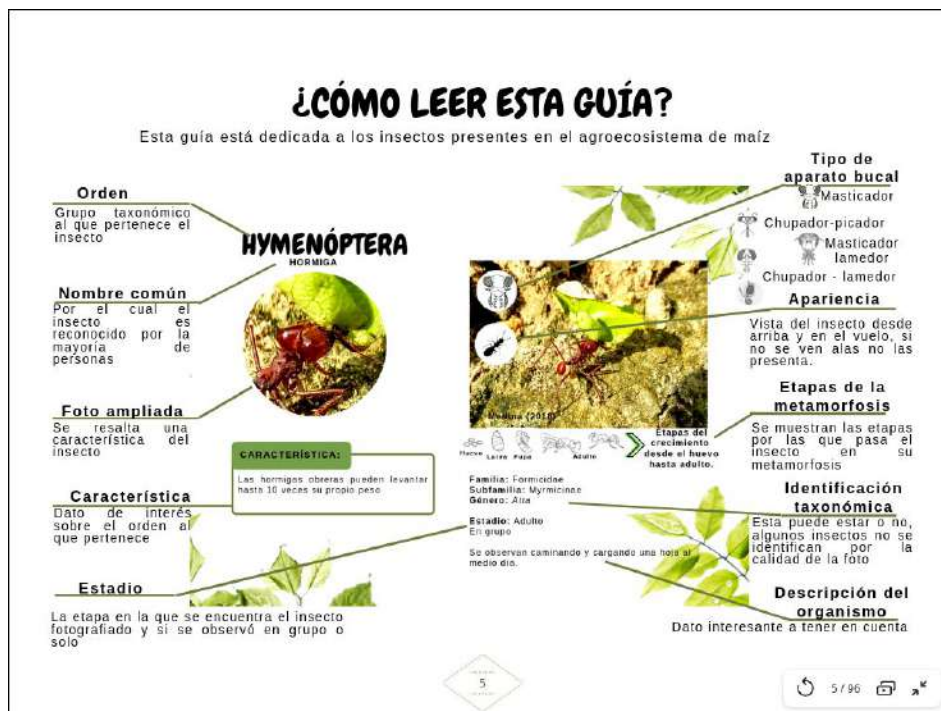 ¿CÓMO LEER ESTA GUÍA?
Esta guía está dedicada a los insectos presentes en el agroecosistema de maíz
Orden
Grupo taxonómico
al que pertenece el
insecto
Nombre común
Por el cual el
insecto es
reconocido por la
mayoría de
personas
Foto ampliada
Se resalta una
característica del
insecto
Característica
Dato de interés
sobre el orden al
que pertenece
Estadio
La etapa en la que se encuentra el insecto
fotografiado y si se observó en grupo o
solo
HYMENÓPTERA
HORMIGA
CARACTERÍSTICA:
Las hormigas obreras pueden levantar
hasta 10 veces su propio peso
Medina (2018)
Huevo Larva Pupa Adulto
Etapas del
crecimiento
desde el huevo
hasta adulto.
Familia: Formicidae
Subfamilia: Myrmicinae
Género: Atta
Estadio: Adulto
En grupo
Se observan caminando y cargando una hoja al
medio día.
Tipo de
aparato bucal
Masticador
Chupador-picador
Masticador
lamedor
Chupador - lamedor
Apariencia
Vista del insecto desde
arriba y en el vuelo, si
no se ven alas no las
presenta.
Etapas de la
metamorfosis
Se muestran las etapas
por las que pasa el
insecto en su
metamorfosis
Identificación
taxonómica
Esta puede estar o no,
algunos insectos no se
identifican por la
calidad de la foto
Descripción del
organismo
Dato interesante a tener en cuenta
5
5/96